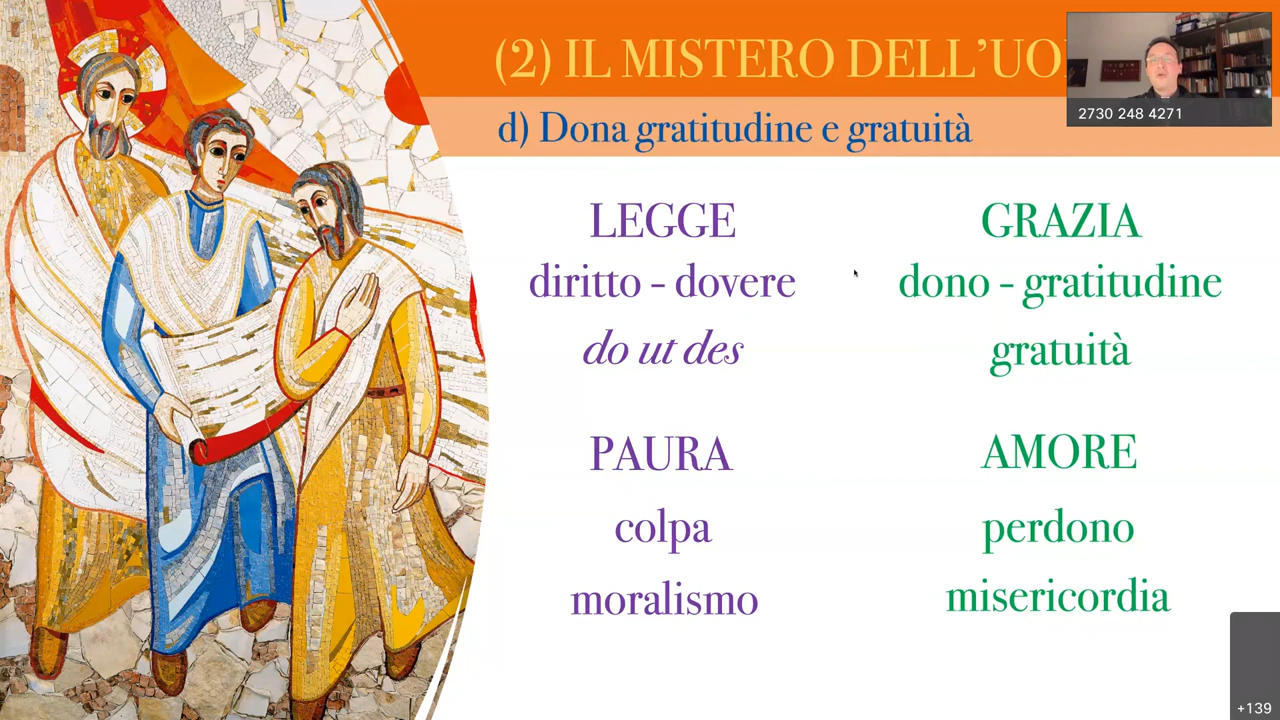 (2) IL MISTERO DELL'UO
2730 248 4271
d) Dona gratitudine e gratuità
LEGGE
GRAZIA
diritto - dovere
dono - gratitudine
do ut des
gratuità
PAURA
AMORE
colpa
perdono
moralismo
misericordia
+139